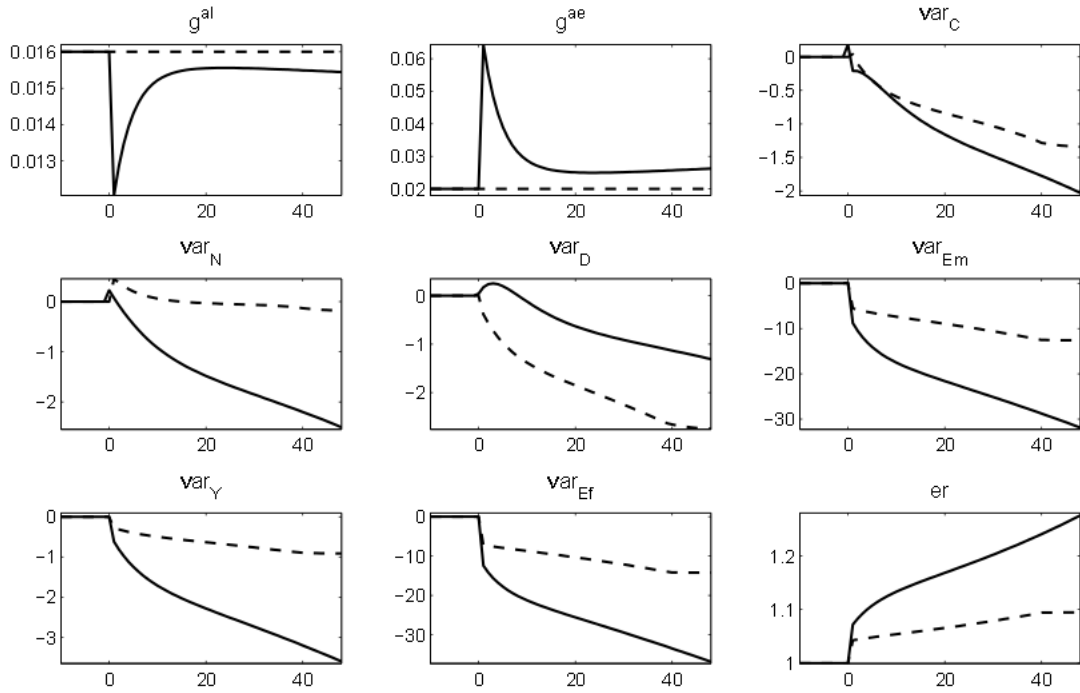 g^al g^ae var_C
0.016 0.06 0
0.015 0.05 −0.5
0.014 0.04 −1
0.013 0.03 −1.5
0.02 −2
0 20 40 0 20 40 0 20 40
var_N var_D var_Em
0 0 0
−1 −1 −10
−2 −2 −20
−30
0 20 40 0 20 40 0 20 40
var_Y var_Ef er
0 0 1.2
−1 −10 1.1
−2 −20 1
−3 −30
0 20 40 0 20 40 0 20 40